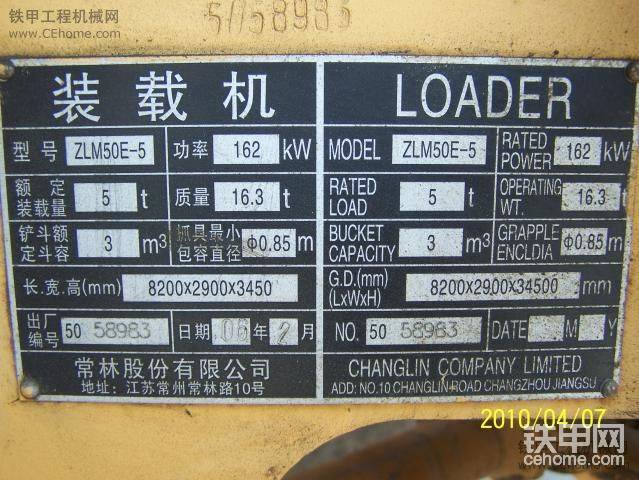 铁甲工程机械网
www.CEhome.com
5058983
装载机
型号 ZLM50E-5 功率 162 kW
额定装载量 5 t 质量 16.3 t
铲斗额定斗容 3 m³ 抓具最小包容直径 Φ0.85 m
长.宽.高(mm) 8200x2900x3450
出厂编号 50 58983 日期 06年2月
常林股份有限公司
地址: 江苏常州常林路10号
LOADER
MODEL ZLM50E-5 RATED POWER 162 kW
RATED LOAD 5 t OPERATING WT. 16.3 t
BUCKET CAPACITY 3 m³ GRAPPLE ENCLDIA Φ0.85 m
G.D.(mm) (LxWxH) 8200x2900x34500 mm
NO. 50 58983 DATE M Y
CHANGLIN COMPANY LIMITED
ADD: NO.10 CHANGLIN ROAD CHANGZHOU JIANGSU
2010/04/07
铁甲网
cehome.com